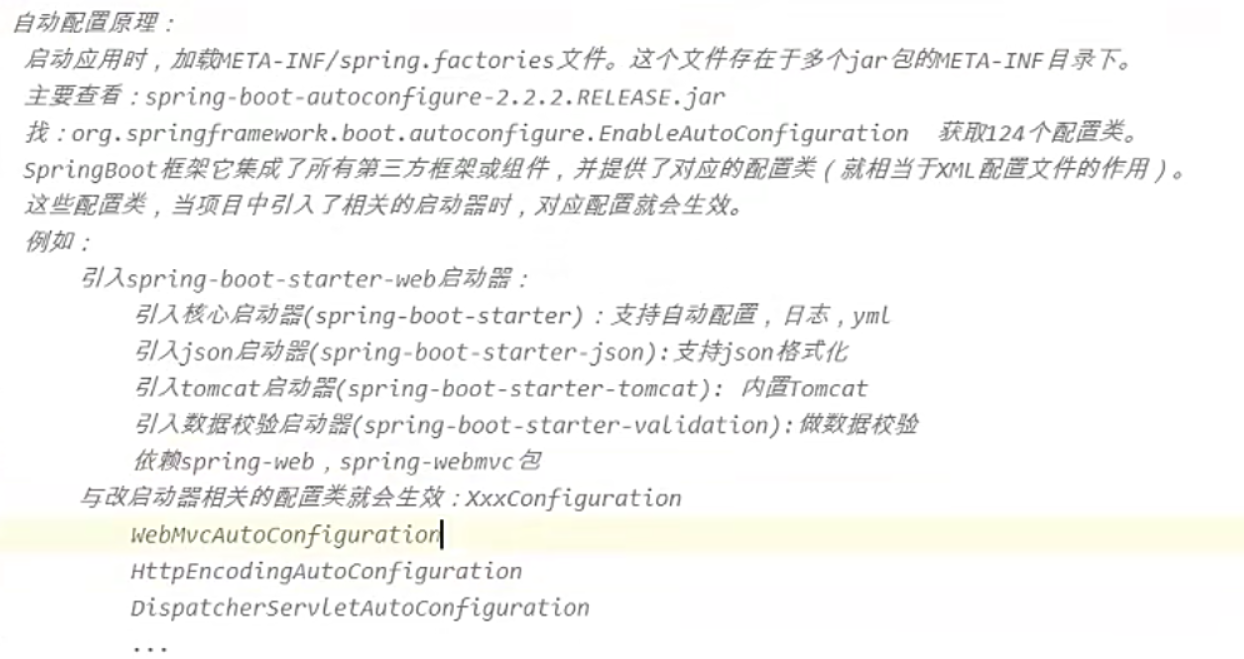 自动配置原理：
启动应用时，加载META-INF/spring.factories文件。这个文件存在于多个jar包的META-INF目录下。
主要查看：spring-boot-autoconfigure-2.2.2.RELEASE.jar
找：org.springframework.boot.autoconfigure.EnableAutoConfiguration 获取124个配置类。
SpringBoot框架它集成了所有第三方框架或组件，并提供了对应的配置类（就相当于XML配置文件的作用）。
这些配置类，当项目中引入了相关的启动器时，对应配置就会生效。
例如：
引入spring-boot-starter-web启动器：
引入核心启动器(spring-boot-starter)：支持自动配置，日志，yml
引入json启动器(spring-boot-starter-json):支持json格式化
引入tomcat启动器(spring-boot-starter-tomcat): 内置Tomcat
引入数据校验启动器(spring-boot-starter-validation):做数据校验
依赖spring-web，spring-webmvc包
与改启动器相关的配置类就会生效：XxxConfiguration
WebMvcAutoConfiguration
HttpEncodingAutoConfiguration
DispatcherServletAutoConfiguration
...